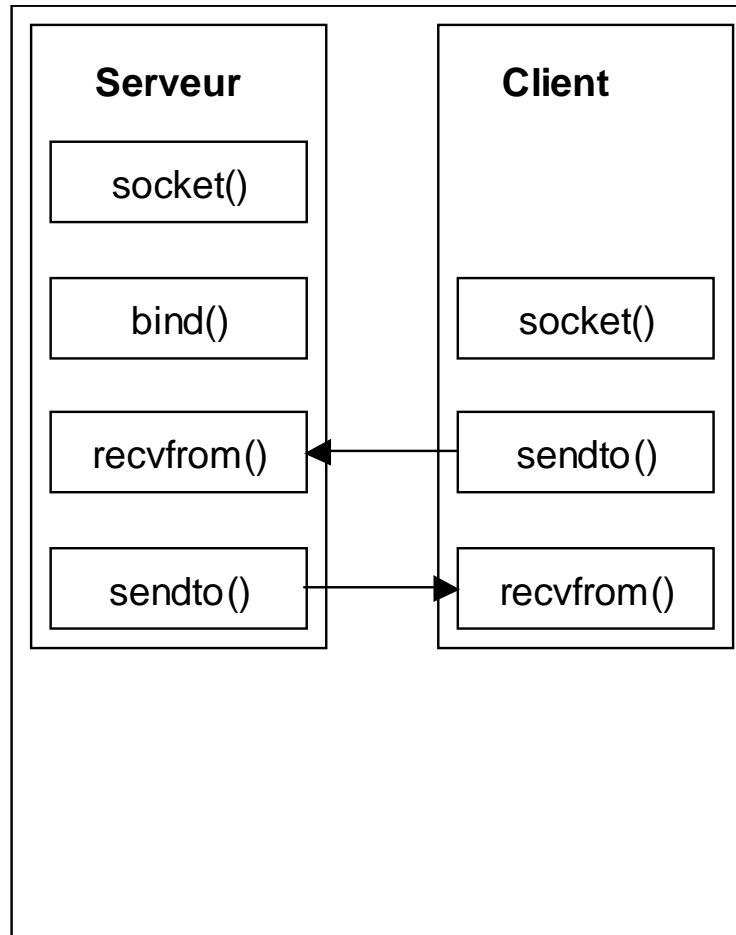 Serveur
socket()
bind()
recvfrom()
sendto()
Client
socket()
sendto()
recvfrom()